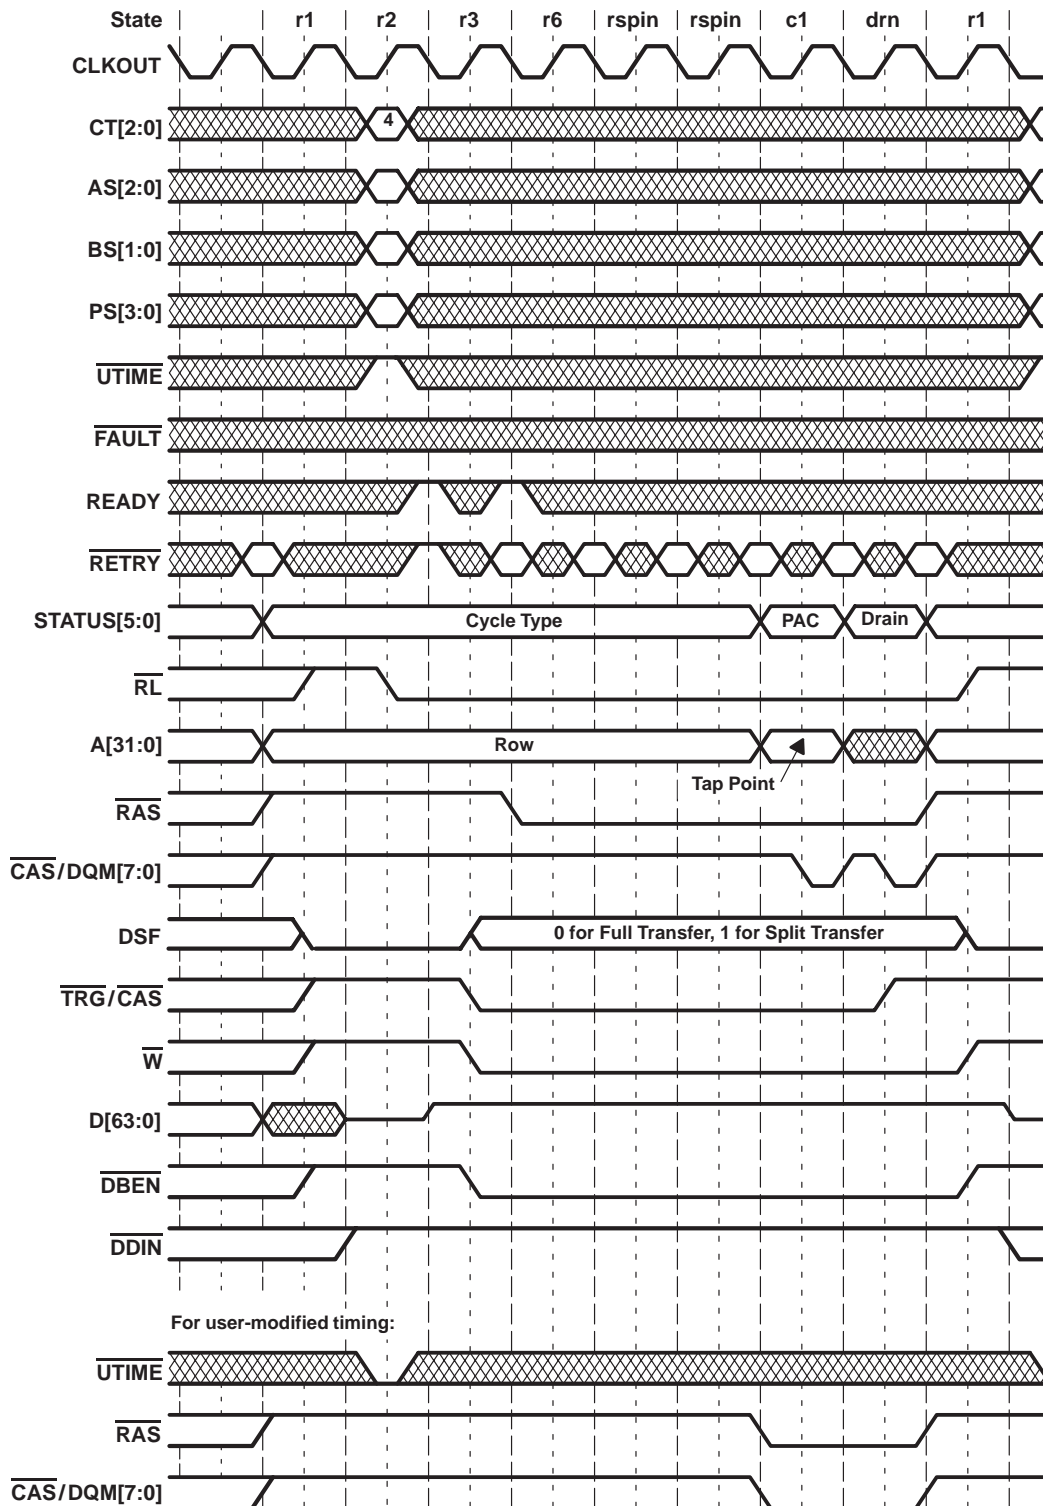 State r1 r2 r3 r6 rspin rspin c1 drn r1
CLKOUT
CT[2:0] 4
AS[2:0]
BS[1:0]
PS[3:0]
UTIME
FAULT
READY
RETRY
STATUS[5:0] Cycle Type PAC Drain
RL
A[31:0] Row
Tap Point
RAS
CAS/DQM[7:0]
DSF 0 for Full Transfer, 1 for Split Transfer
TRG/CAS
W
D[63:0]
DBEN
DDIN
For user-modified timing:
UTIME
RAS
CAS/DQM[7:0]